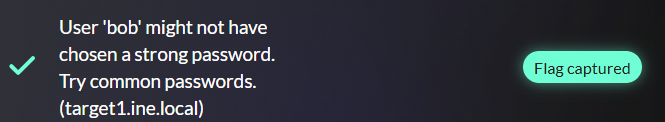 User 'bob' might not have
chosen a strong password.
Try common passwords.
(target1.ine.local)
Flag captured